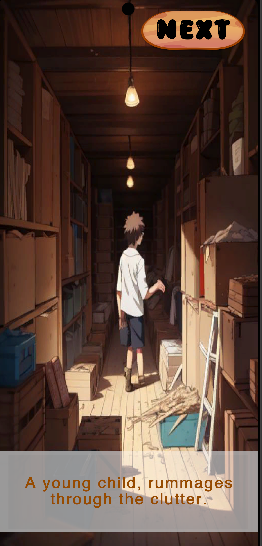 NEXT
A young child, rummages
through the clutter.